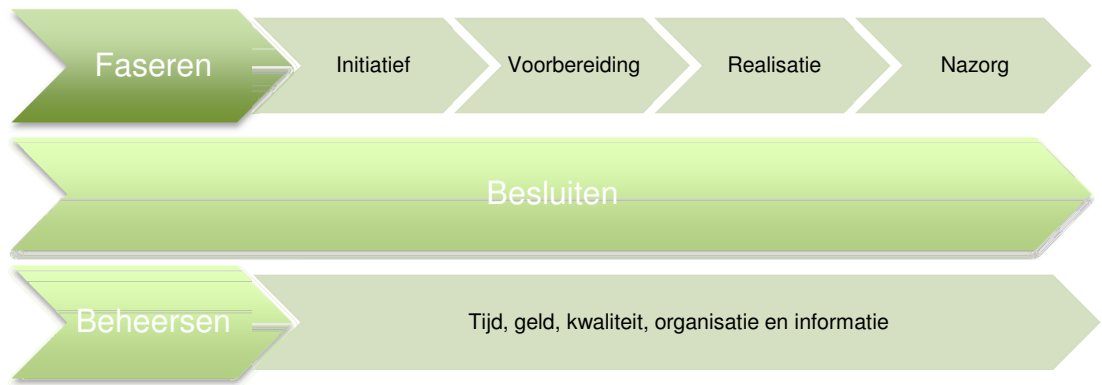 Faseren
Initiatief
Voorbereiding
Realisatie
Nazorg
Besluiten
Beheersen
Tijd, geld, kwaliteit, organisatie en informatie